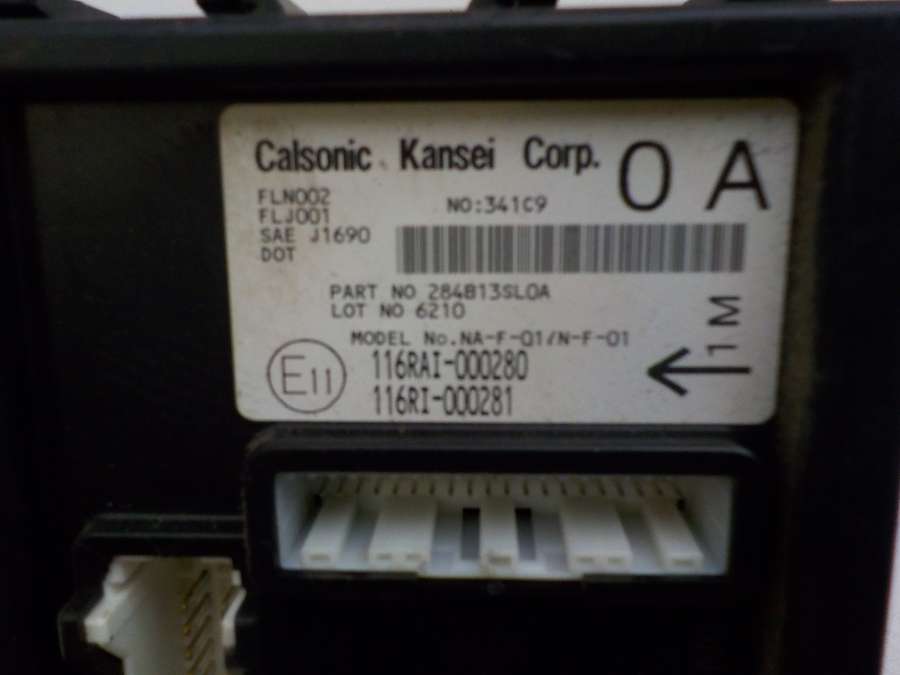 Calsonic Kansei Corp. 0 A
FLN002
FLJ001
SAE J1690
DOT
NO:341C9
PART NO 284B13SL0A
LOT NO 6210
MODEL No.NA-F-01/N-F-01
E11
116RAI-000280
116RI-000281
1M